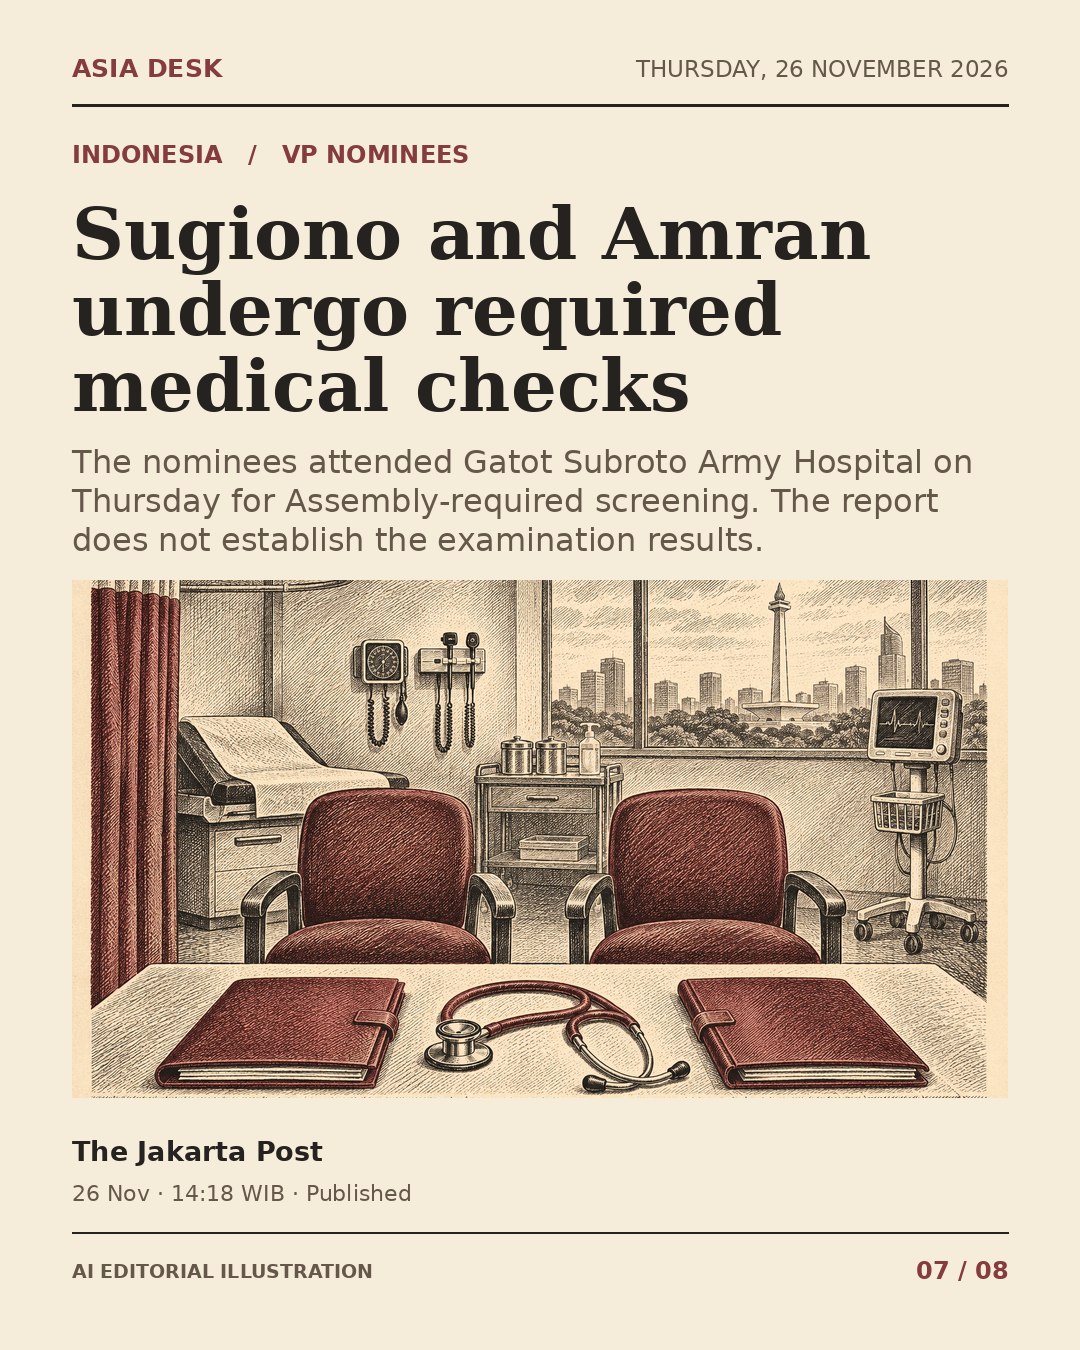 ASIA DESK
THURSDAY, 26 NOVEMBER 2026
INDONESIA / VP NOMINEES
Sugiono and Amran
undergo required
medical checks
The nominees attended Gatot Subroto Army Hospital on
Thursday for Assembly-required screening. The report
does not establish the examination results.
The Jakarta Post
26 Nov · 14:18 WIB · Published
AI EDITORIAL ILLUSTRATION
07 / 08